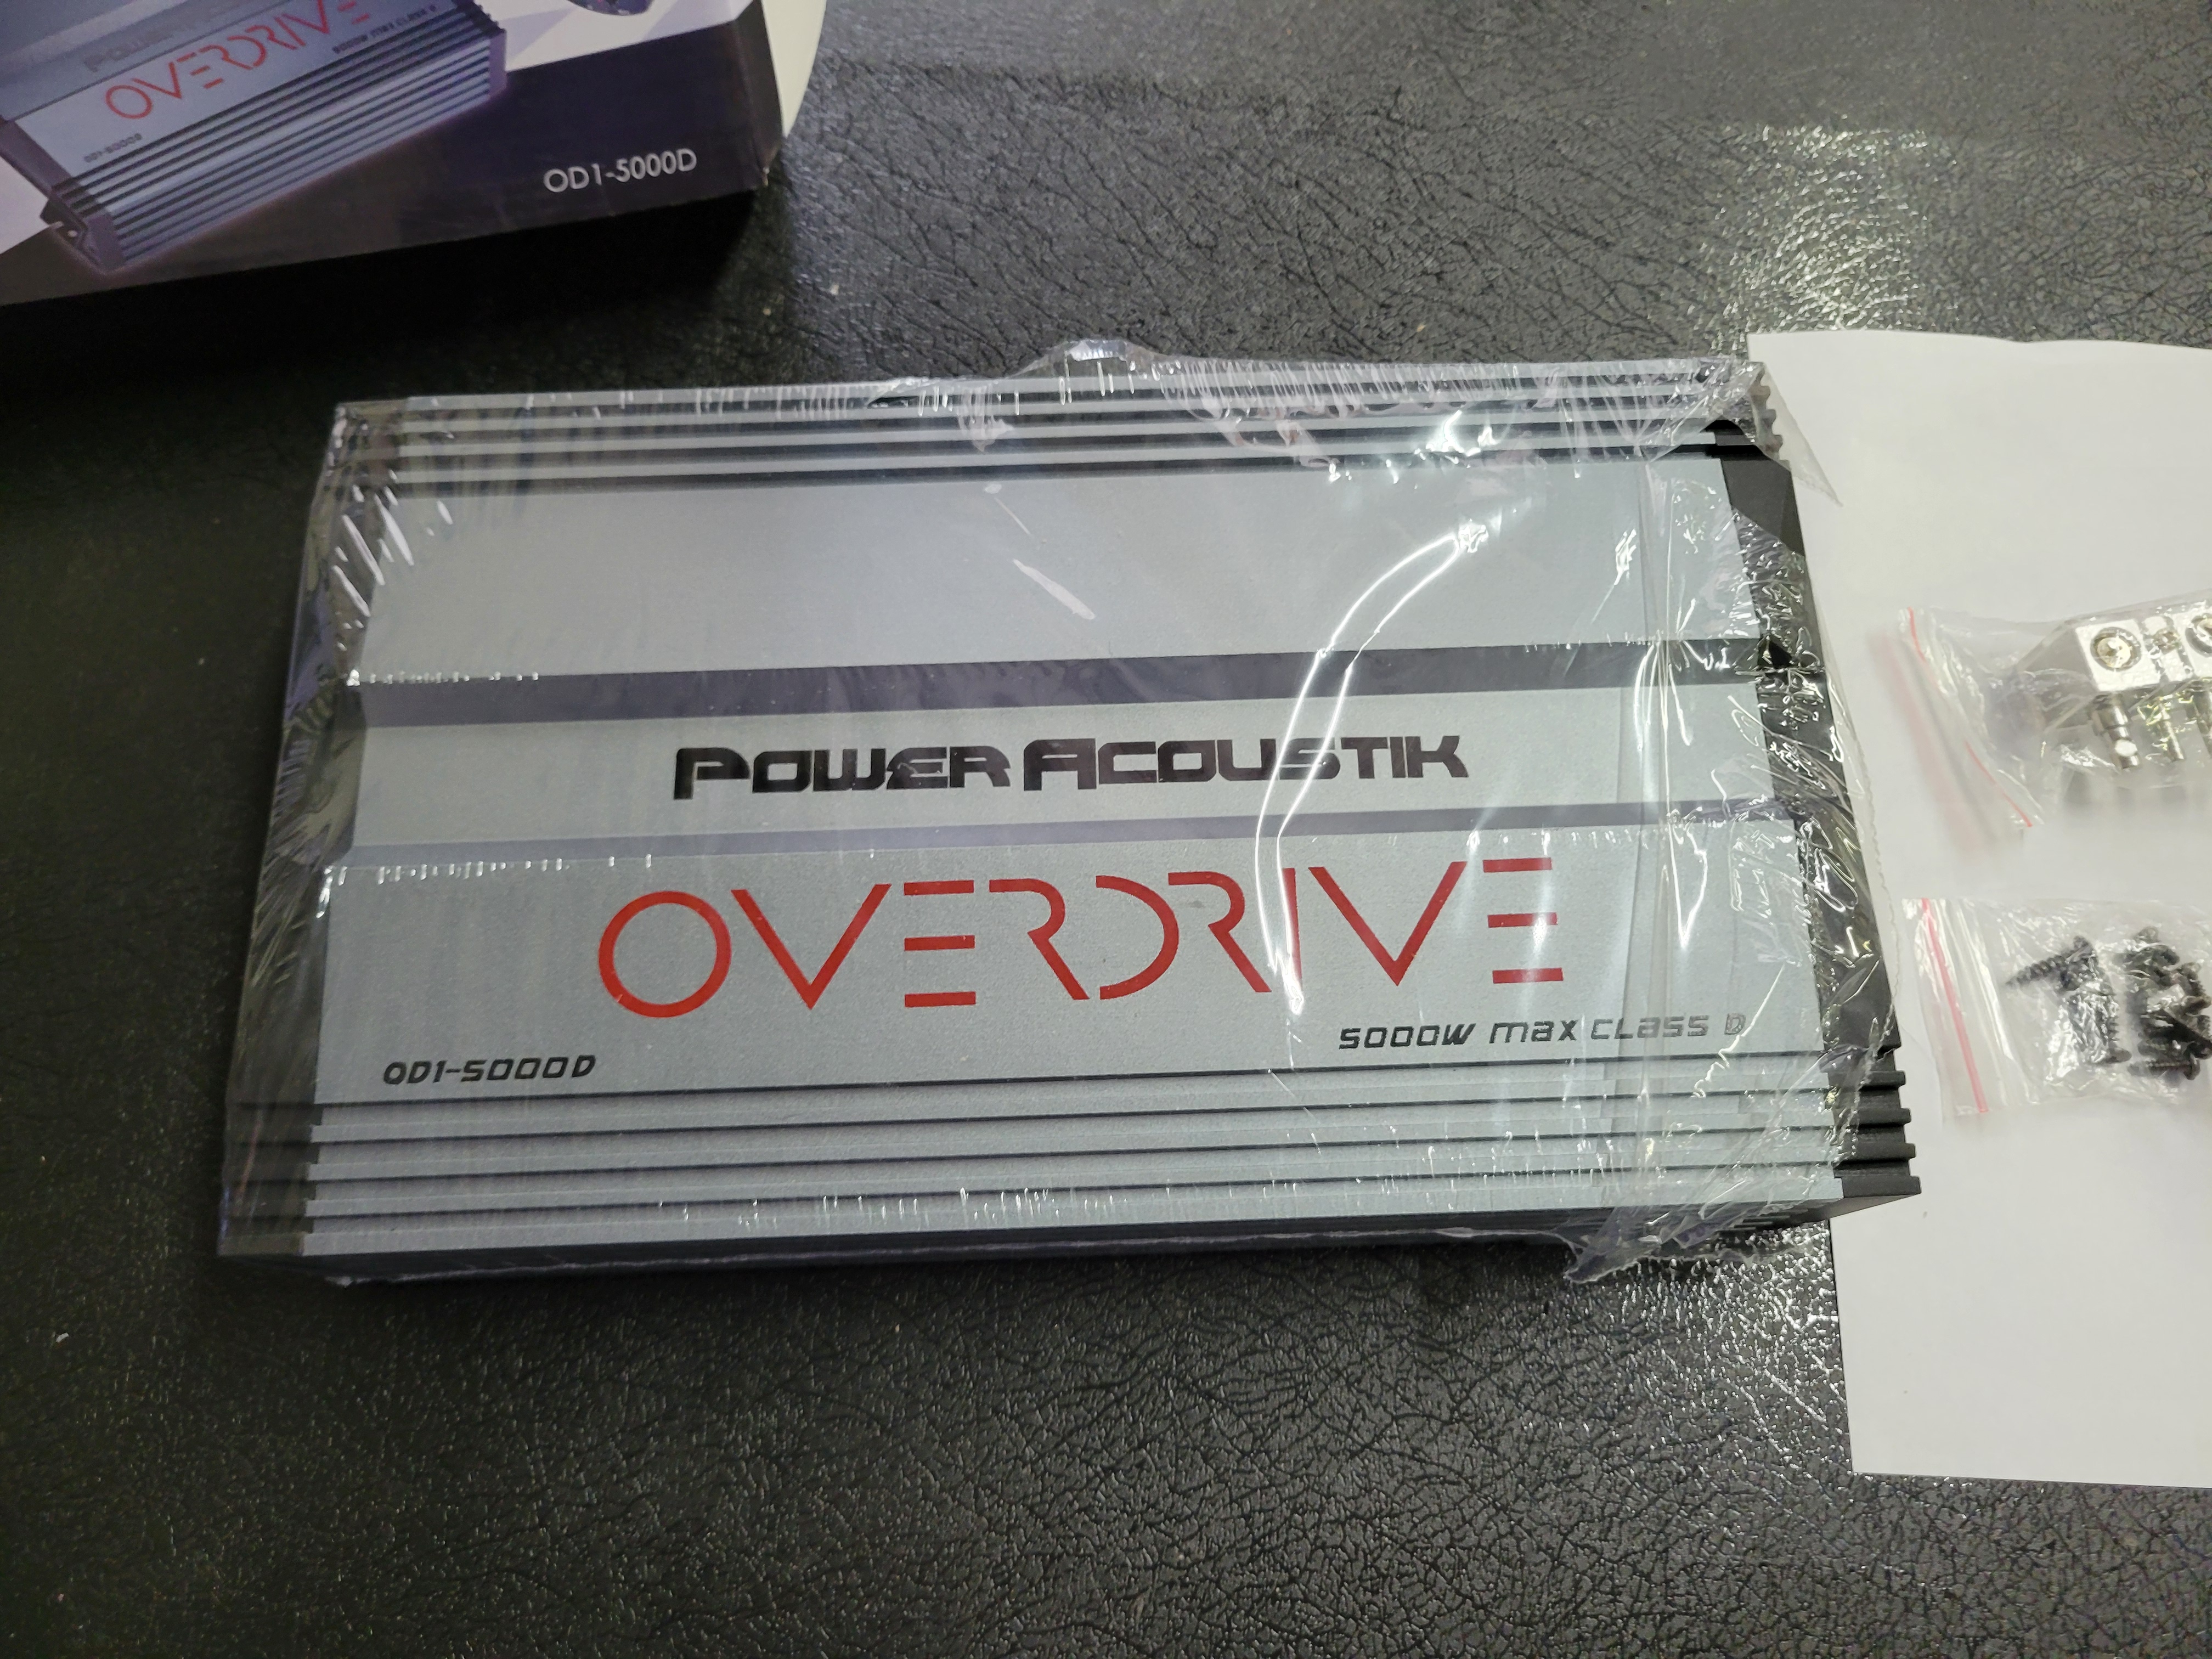 OVERDRIVE
OD1-5000D
POWER ACOUSTIK
OVERDRIVE
5000W MAX CLASS D
OD1-5000D